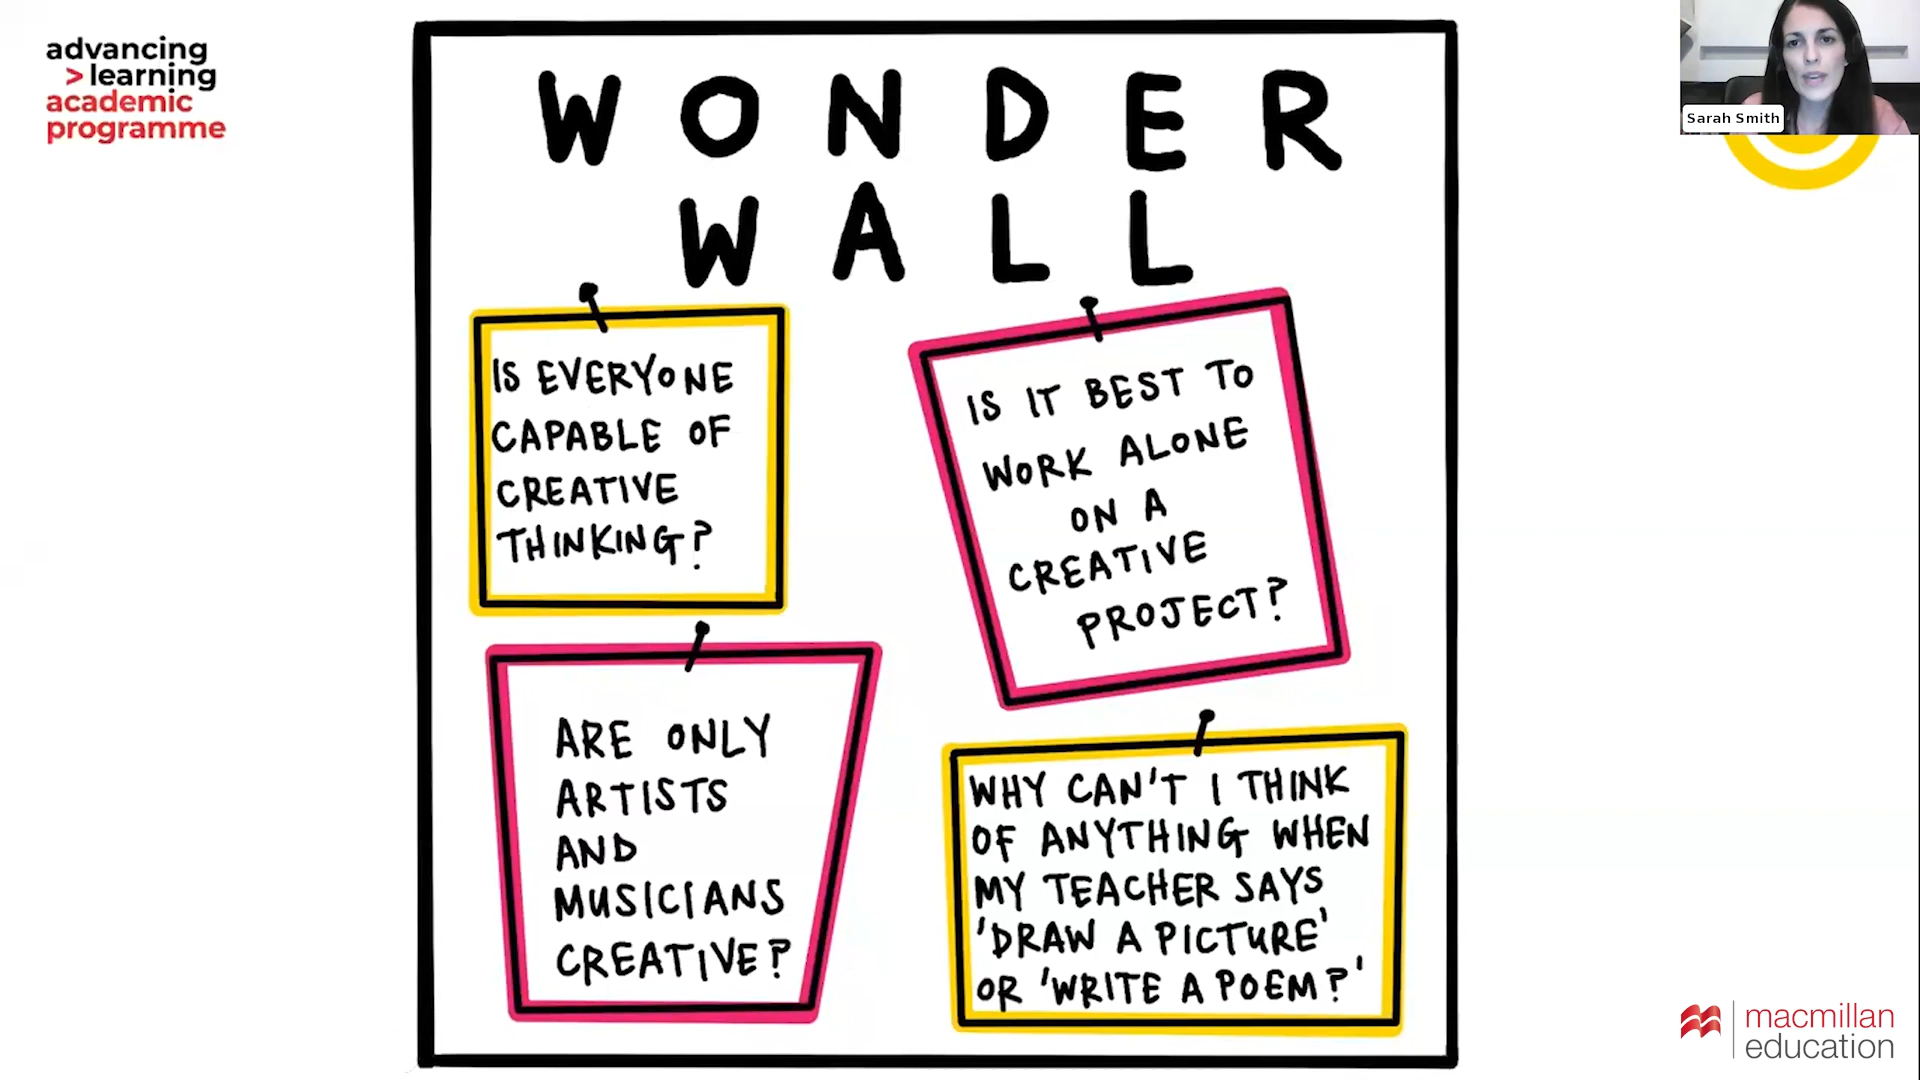 advancing
>learning
academic
programme
Sarah Smith
WONDER
WALL
IS EVERYONE
CAPABLE OF
CREATIVE
THINKING?
IS IT BEST TO
WORK ALONE
ON A
CREATIVE
PROJECT?
ARE ONLY
ARTISTS
AND
MUSICIANS
CREATIVE?
WHY CAN'T I THINK
OF ANYTHING WHEN
MY TEACHER SAYS
'DRAW A PICTURE'
OR 'WRITE A POEM?'
macmillan
education